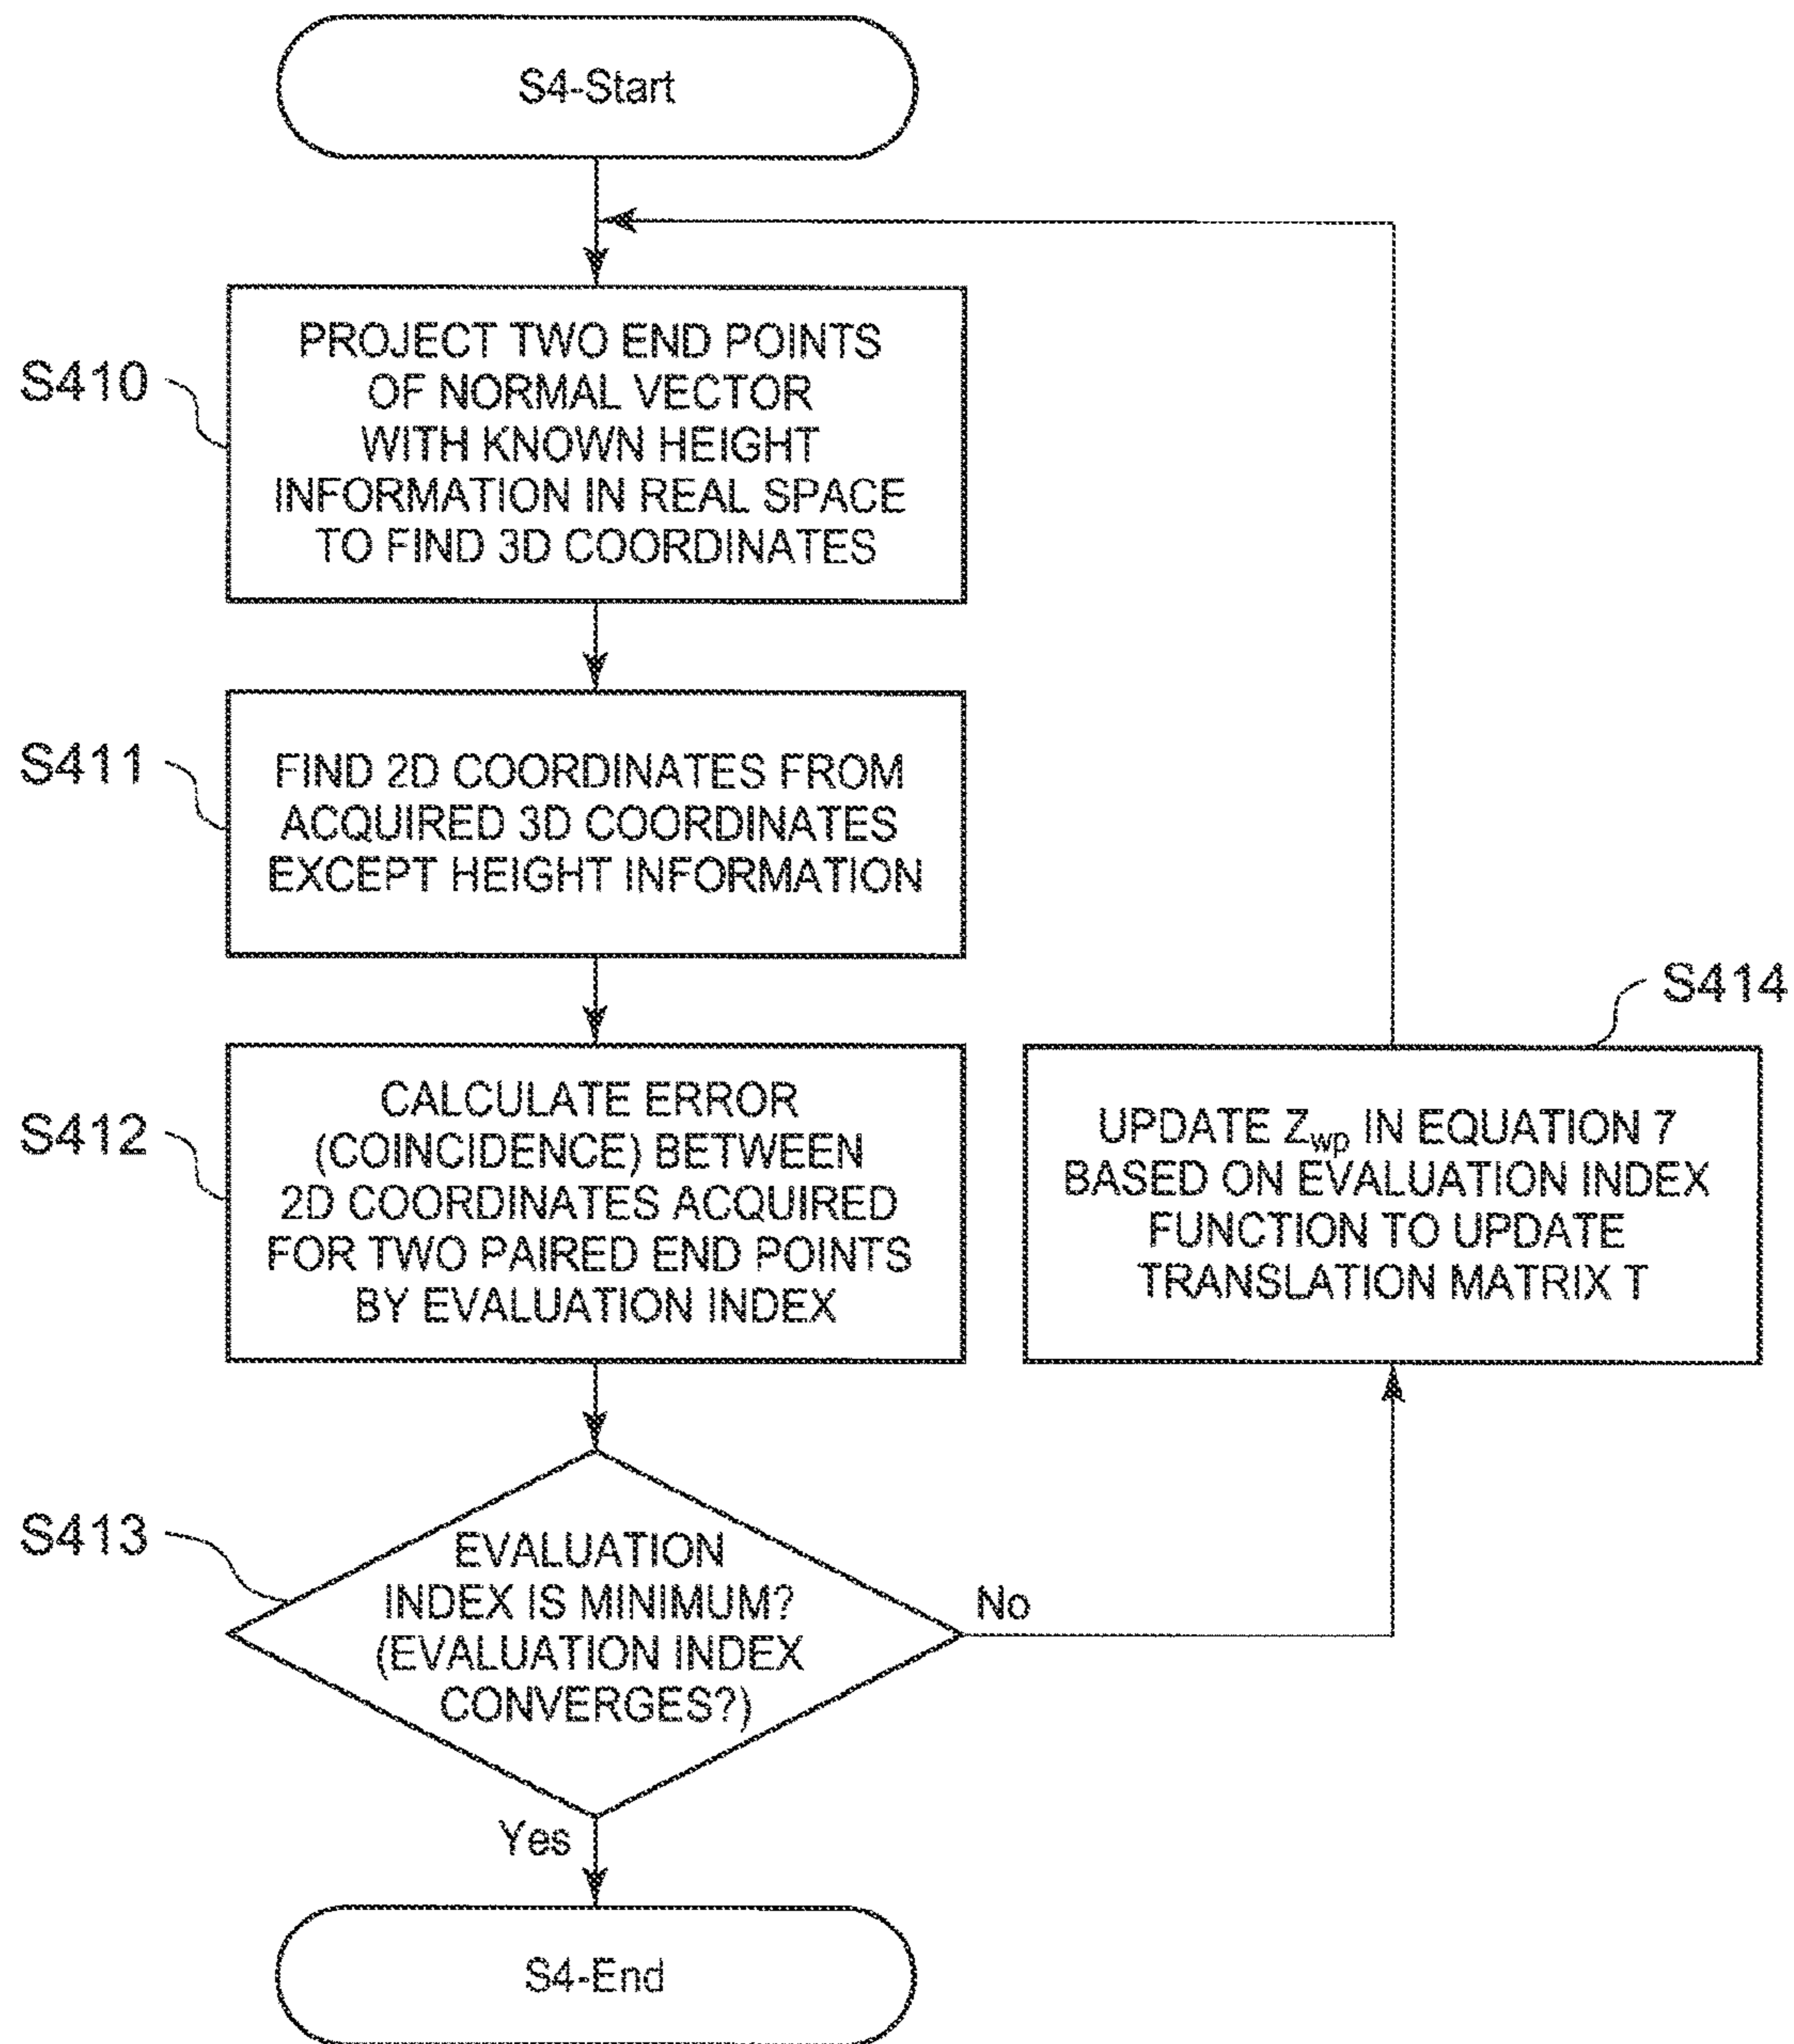 S4-Start
S410
PROJECT TWO END POINTS
OF NORMAL VECTOR
WITH KNOWN HEIGHT
INFORMATION IN REAL SPACE
TO FIND 3D COORDINATES
S411
FIND 2D COORDINATES FROM
ACQUIRED 3D COORDINATES
EXCEPT HEIGHT INFORMATION
S412
CALCULATE ERROR
(COINCIDENCE) BETWEEN
2D COORDINATES ACQUIRED
FOR TWO PAIRED END POINTS
BY EVALUATION INDEX
S414
UPDATE Zwp IN EQUATION 7
BASED ON EVALUATION INDEX
FUNCTION TO UPDATE
TRANSLATION MATRIX T
S413
EVALUATION
INDEX IS MINIMUM?
(EVALUATION INDEX
CONVERGES?)
No
Yes
S4-End